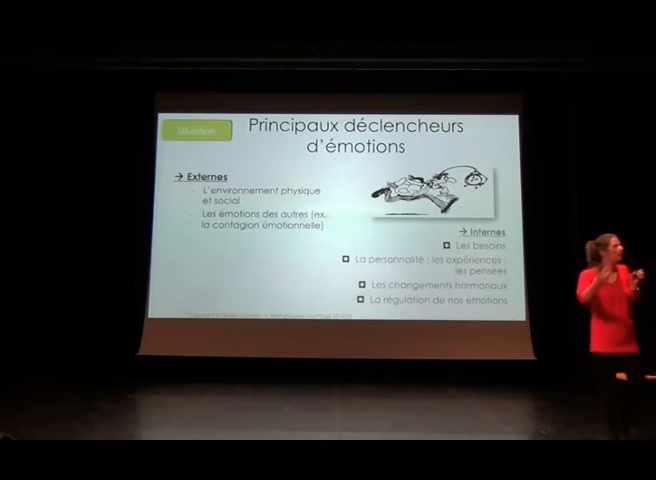 Situation
Principaux déclencheurs
d'émotions
→ Externes
- L'environnement physique
et social
- Les émotions des autres (ex.
la contagion émotionnelle)
→ Internes
Les besoins
La personnalité ; les expériences ;
les pensées
Les changements hormonaux
La régulation de nos émotions